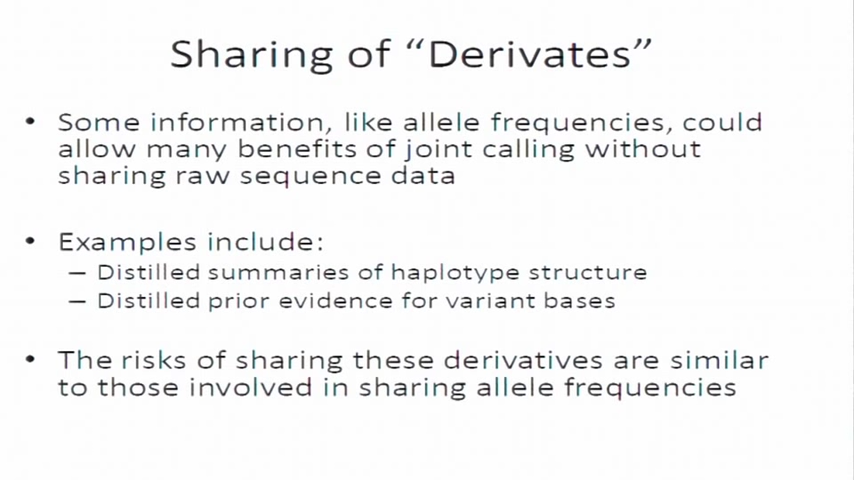 Sharing of “Derivates”
• Some information, like allele frequencies, could
allow many benefits of joint calling without
sharing raw sequence data
• Examples include:
– Distilled summaries of haplotype structure
– Distilled prior evidence for variant bases
• The risks of sharing these derivatives are similar
to those involved in sharing allele frequencies